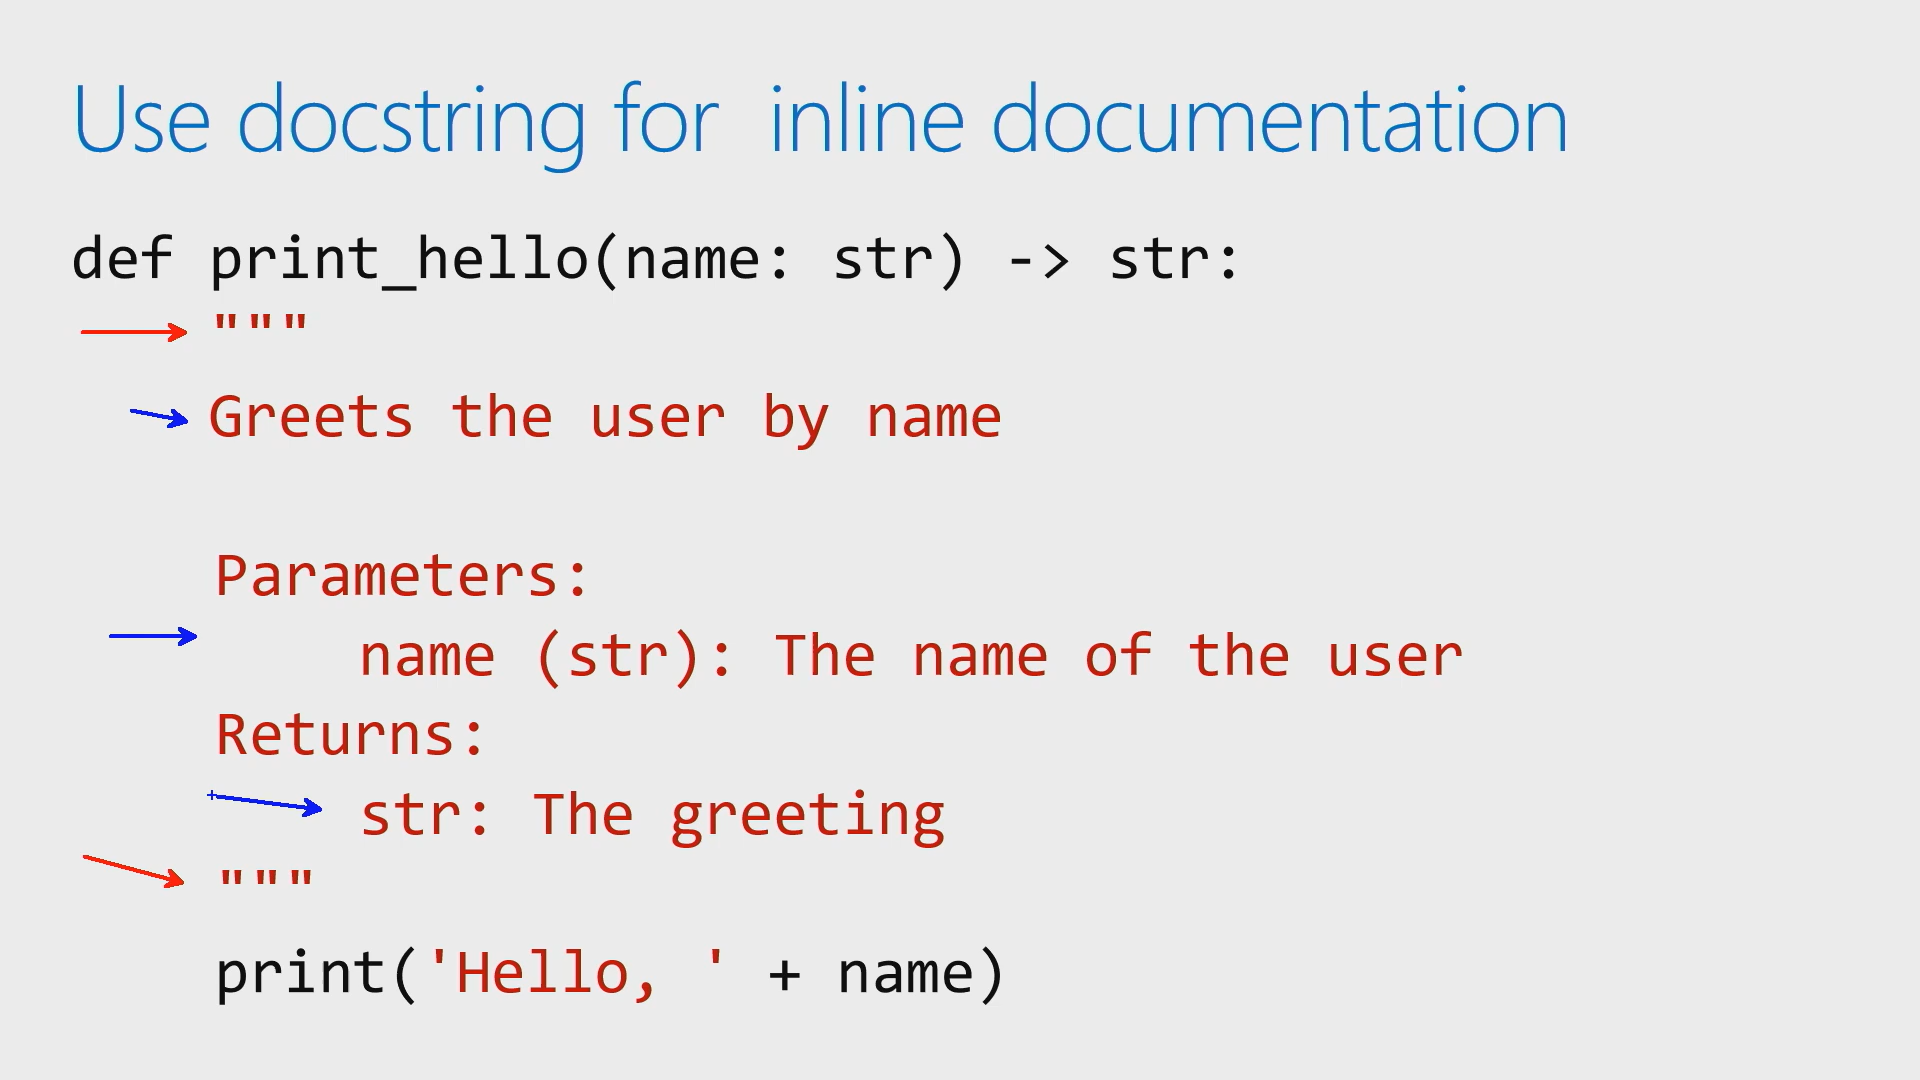 Use docstring for  inline documentation
def print_hello(name: str) -> str:
    """
    Greets the user by name

    Parameters:
        name (str): The name of the user
    Returns:
        str: The greeting
    """
    print('Hello, ' + name)